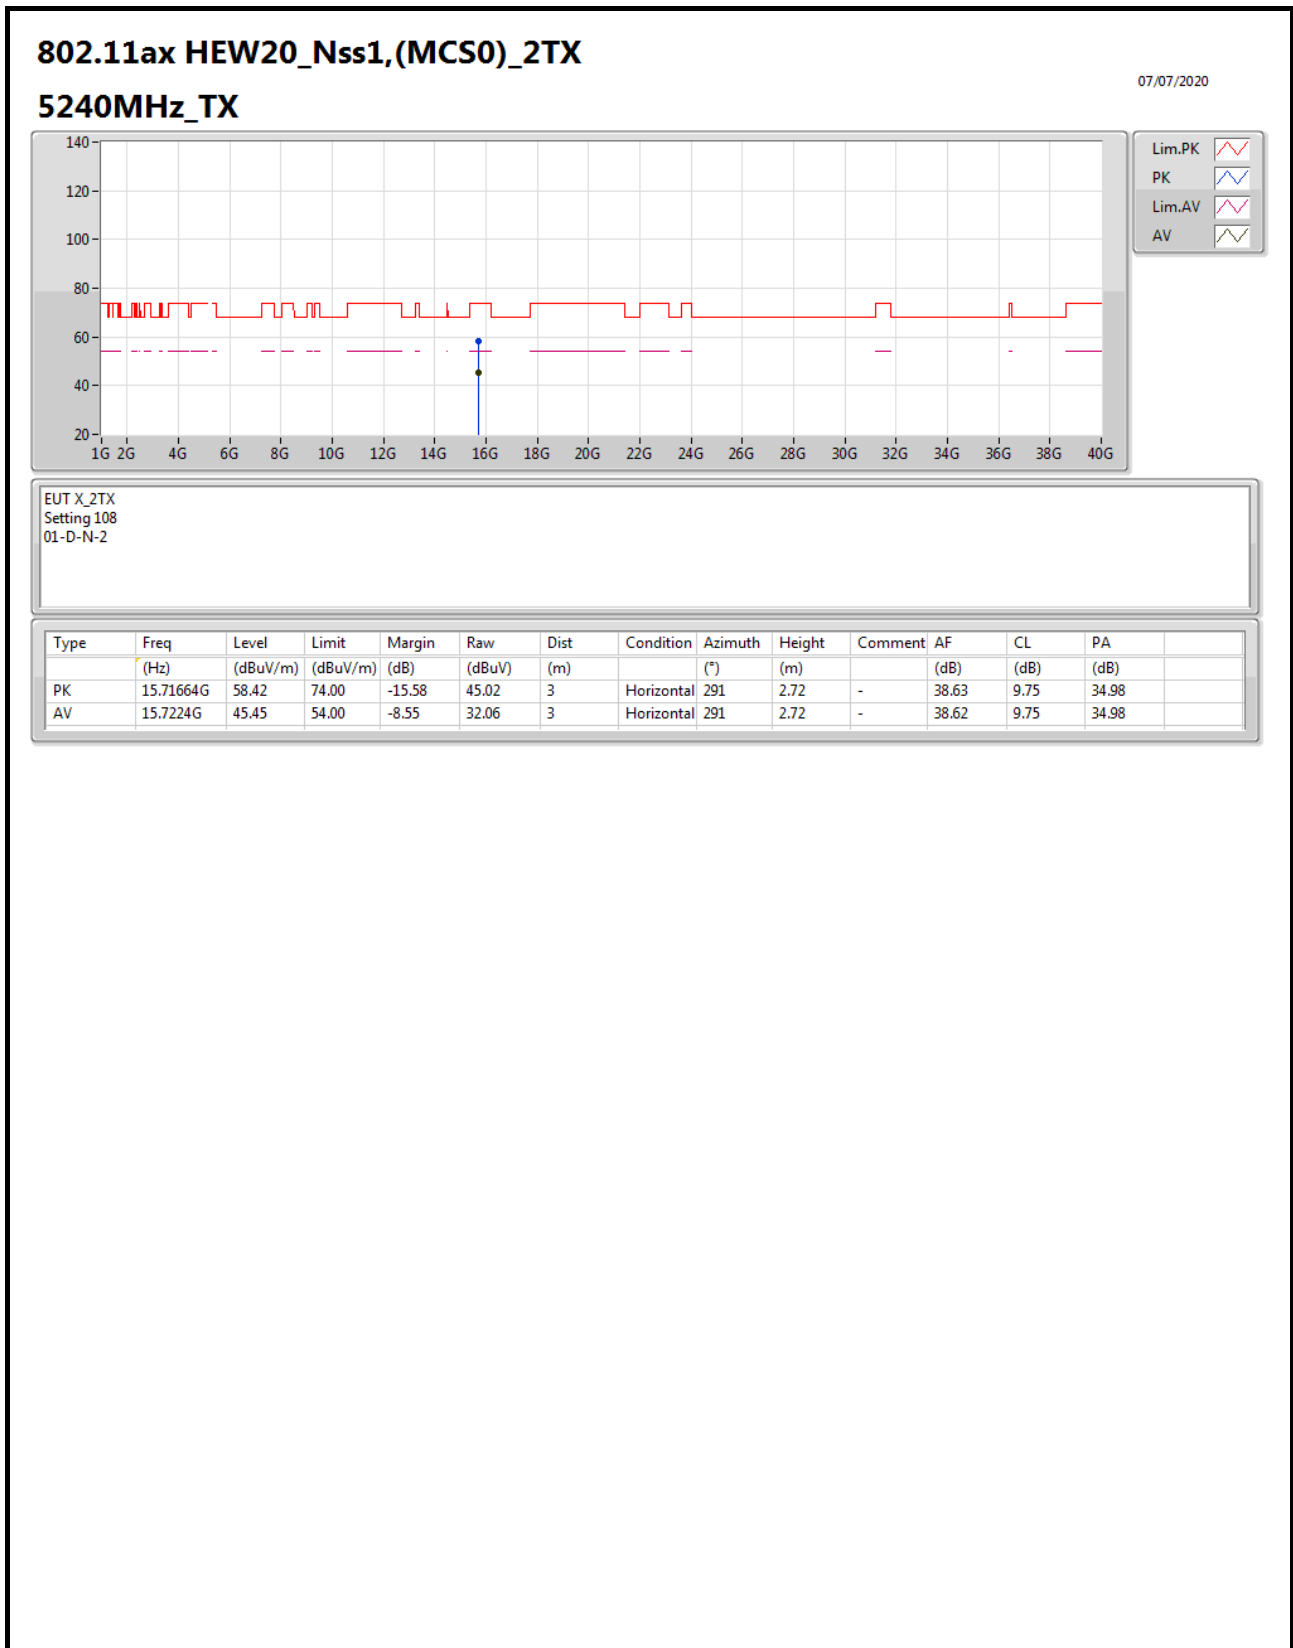 802.11ax HEW20_Nss1,(MCS0)_2TX
07/07/2020
5240MHz_TX
140
120
100
80
60
40
20
1G 2G 4G 6G 8G 10G 12G 14G 16G 18G 20G 22G 24G 26G 28G 30G 32G 34G 36G 38G 40G
Lim.PK
PK
Lim.AV
AV
EUT X_2TX
Setting 108
01-D-N-2
Type Freq Level Limit Margin Raw Dist Condition Azimuth Height Comment AF CL PA
(Hz) (dBuV/m) (dBuV/m) (dB) (dBuV) (m) (°) (m) (dB) (dB) (dB)
PK 15.71664G 58.42 74.00 -15.58 45.02 3 Horizontal 291 2.72 - 38.63 9.75 34.98
AV 15.7224G 45.45 54.00 -8.55 32.06 3 Horizontal 291 2.72 - 38.62 9.75 34.98